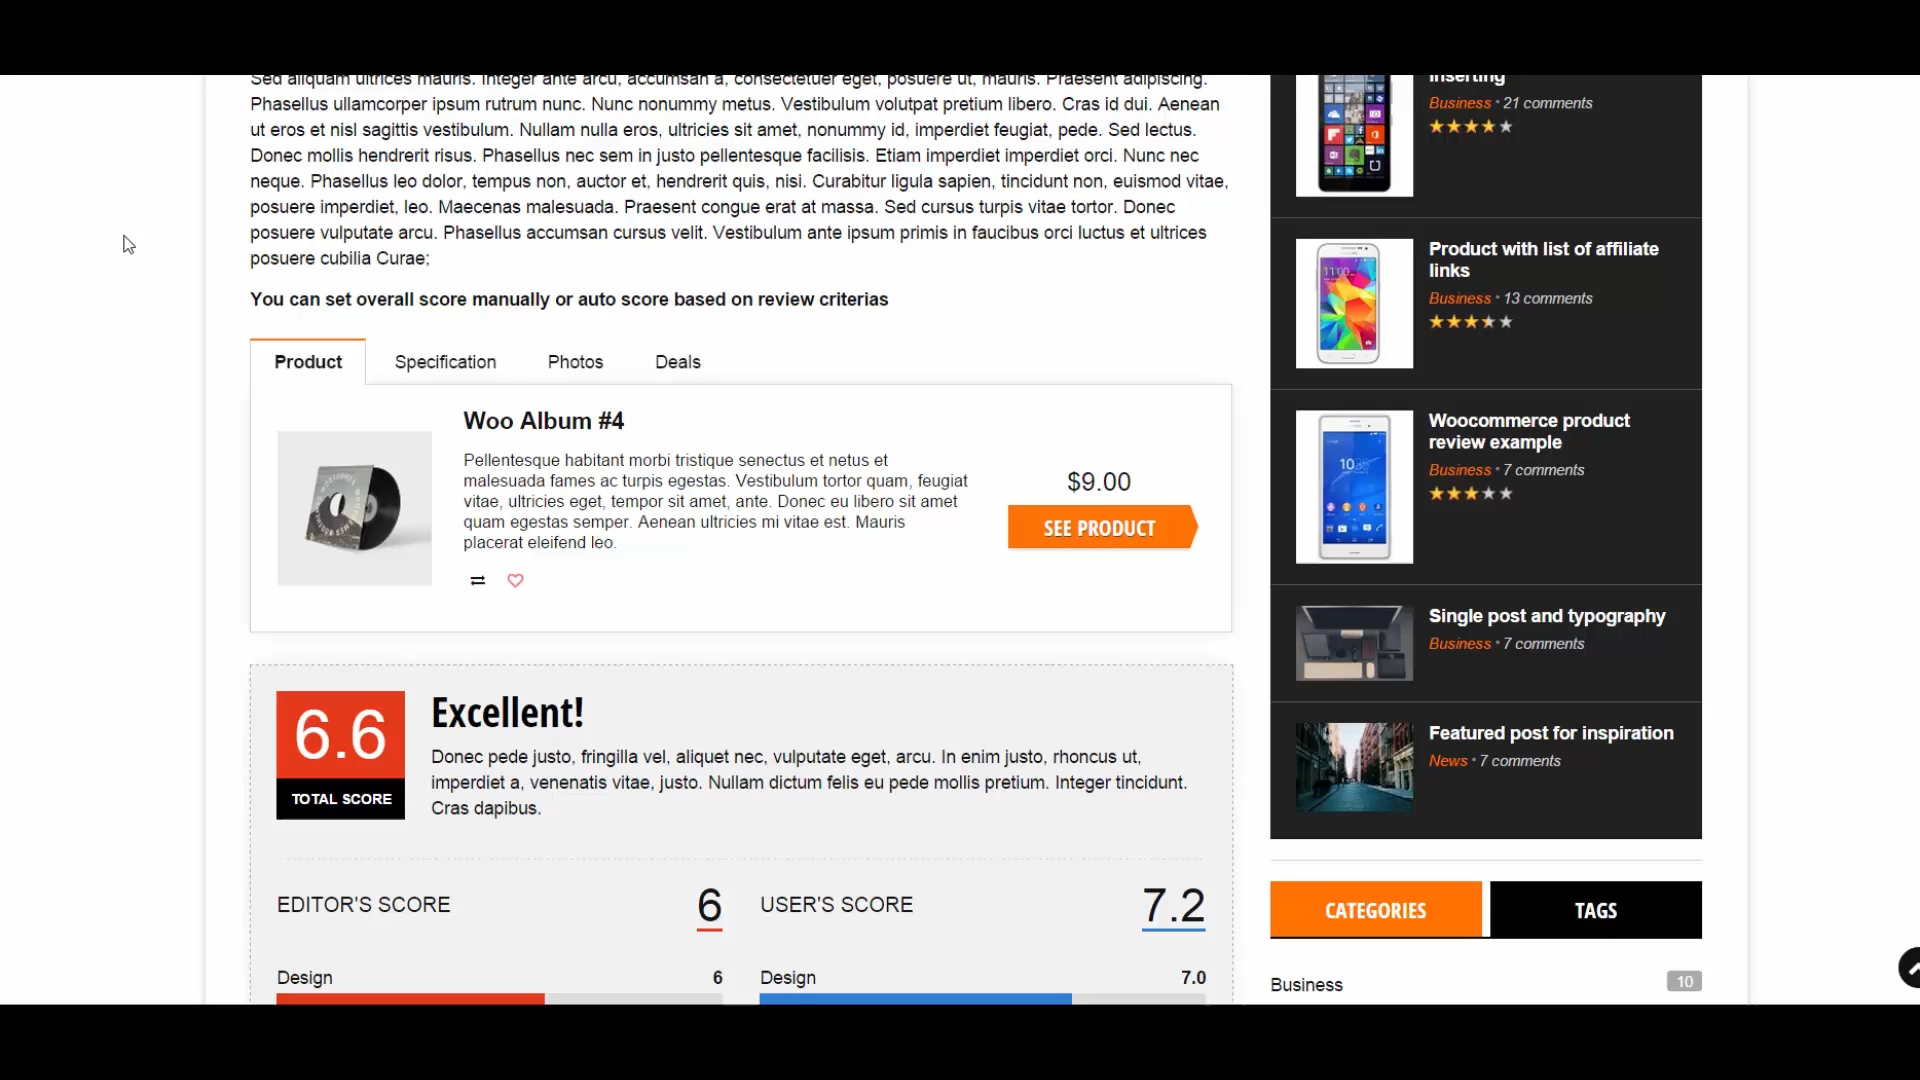 Sed aliquam ultrices mauris. Integer ante arcu, accumsan a, consectetuer eget, posuere ut, mauris. Praesent adipiscing.
Phasellus ullamcorper ipsum rutrum nunc. Nunc nonummy metus. Vestibulum volutpat pretium libero. Cras id dui. Aenean
ut eros et nisl sagittis vestibulum. Nullam nulla eros, ultricies sit amet, nonummy id, imperdiet feugiat, pede. Sed lectus.
Donec mollis hendrerit risus. Phasellus nec sem in justo pellentesque facilisis. Etiam imperdiet imperdiet orci. Nunc nec
neque. Phasellus leo dolor, tempus non, auctor et, hendrerit quis, nisi. Curabitur ligula sapien, tincidunt non, euismod vitae,
posuere imperdiet, leo. Maecenas malesuada. Praesent congue erat at massa. Sed cursus turpis vitae tortor. Donec
posuere vulputate arcu. Phasellus accumsan cursus velit. Vestibulum ante ipsum primis in faucibus orci luctus et ultrices
posuere cubilia Curae;
You can set overall score manually or auto score based on review criterias
Product
Specification
Photos
Deals
Woo Album #4
Pellentesque habitant morbi tristique senectus et netus et
malesuada fames ac turpis egestas. Vestibulum tortor quam, feugiat
vitae, ultricies eget, tempor sit amet, ante. Donec eu libero sit amet
quam egestas semper. Aenean ultricies mi vitae est. Mauris
placerat eleifend leo.
$9.00
SEE PRODUCT
6.6
TOTAL SCORE
Excellent!
Donec pede justo, fringilla vel, aliquet nec, vulputate eget, arcu. In enim justo, rhoncus ut,
imperdiet a, venenatis vitae, justo. Nullam dictum felis eu pede mollis pretium. Integer tincidunt.
Cras dapibus.
EDITOR'S SCORE 6
Design 6
USER'S SCORE 7.2
Design 7.0
inserting
Business • 21 comments
Product with list of affiliate
links
Business • 13 comments
Woocommerce product
review example
Business • 7 comments
Single post and typography
Business • 7 comments
Featured post for inspiration
News • 7 comments
CATEGORIES
TAGS
Business 10